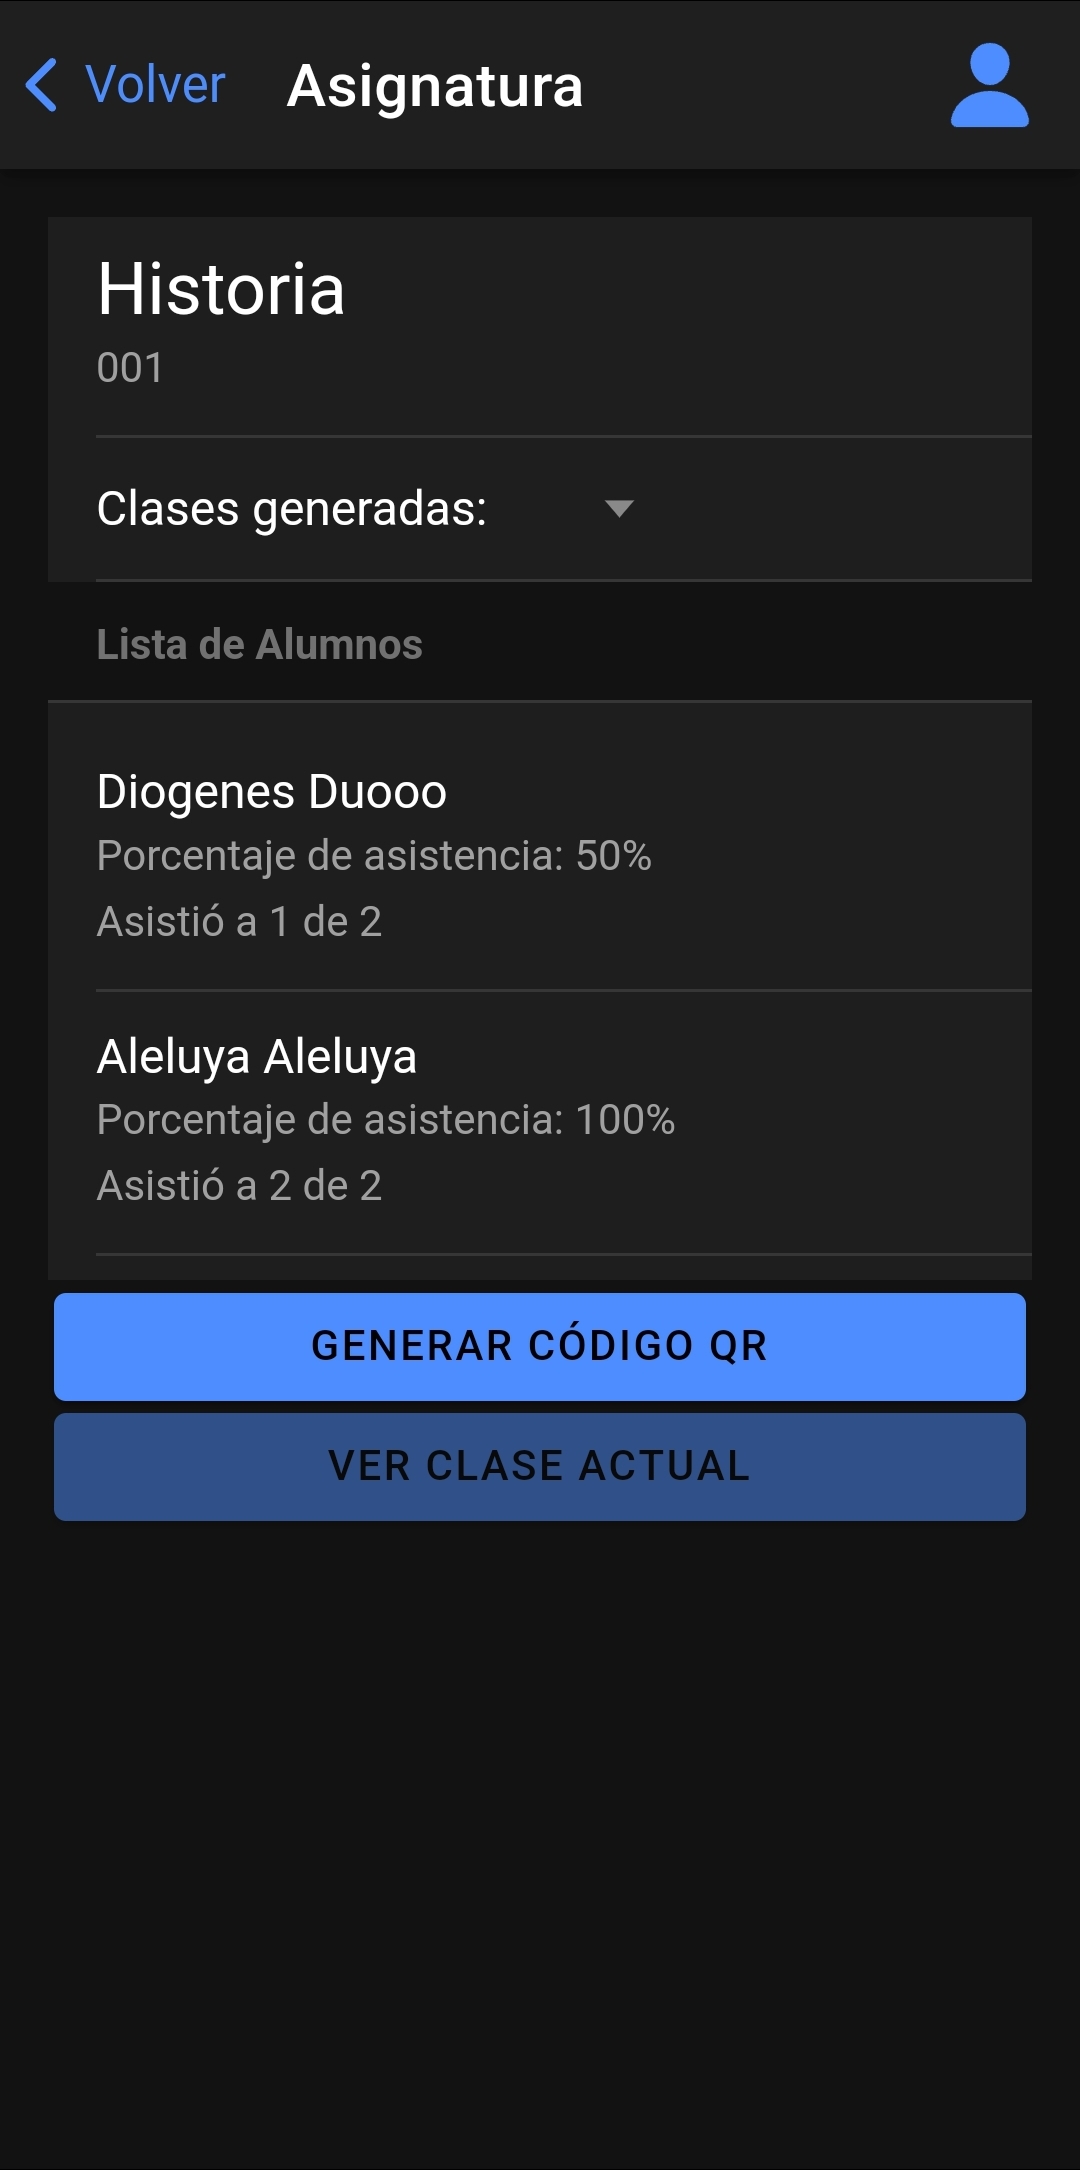 Volver Asignatura
Historia
001
Clases generadas:
Lista de Alumnos
Diogenes Duooo
Porcentaje de asistencia: 50%
Asistió a 1 de 2
Aleluya Aleluya
Porcentaje de asistencia: 100%
Asistió a 2 de 2
GENERAR CÓDIGO QR
VER CLASE ACTUAL